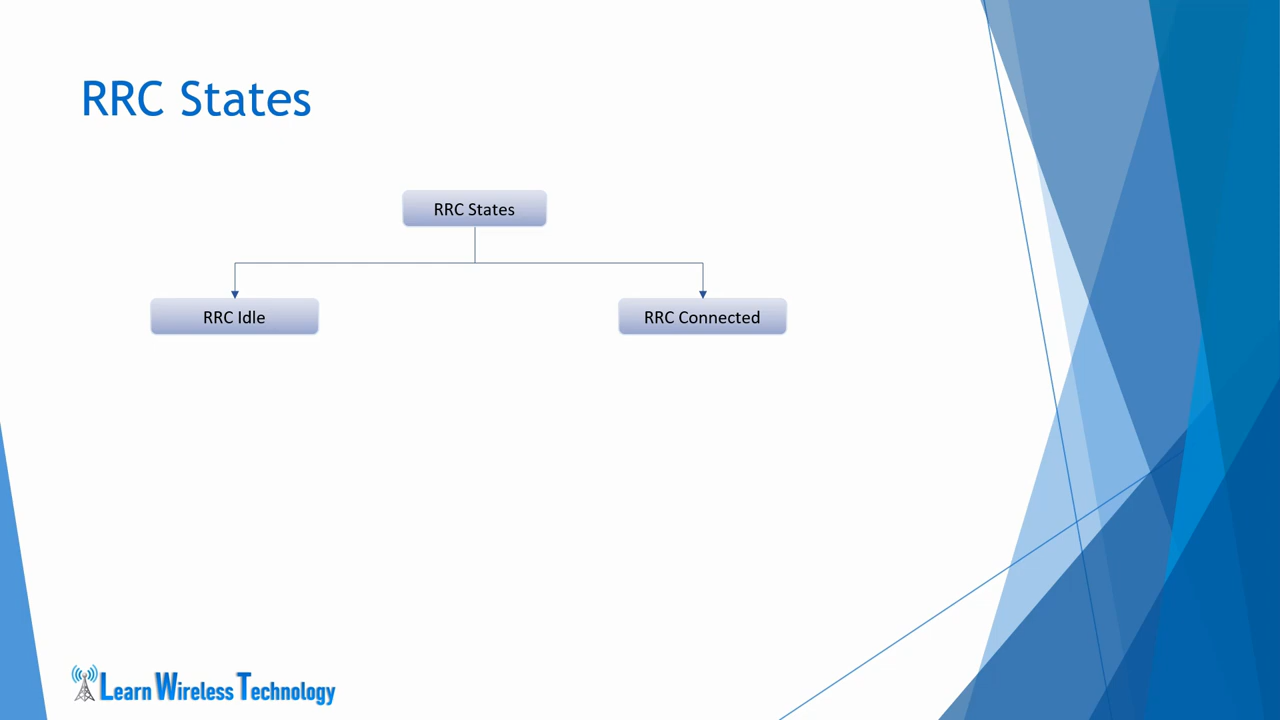 RRC States
RRC States
RRC Idle
RRC Connected
Learn Wireless Technology